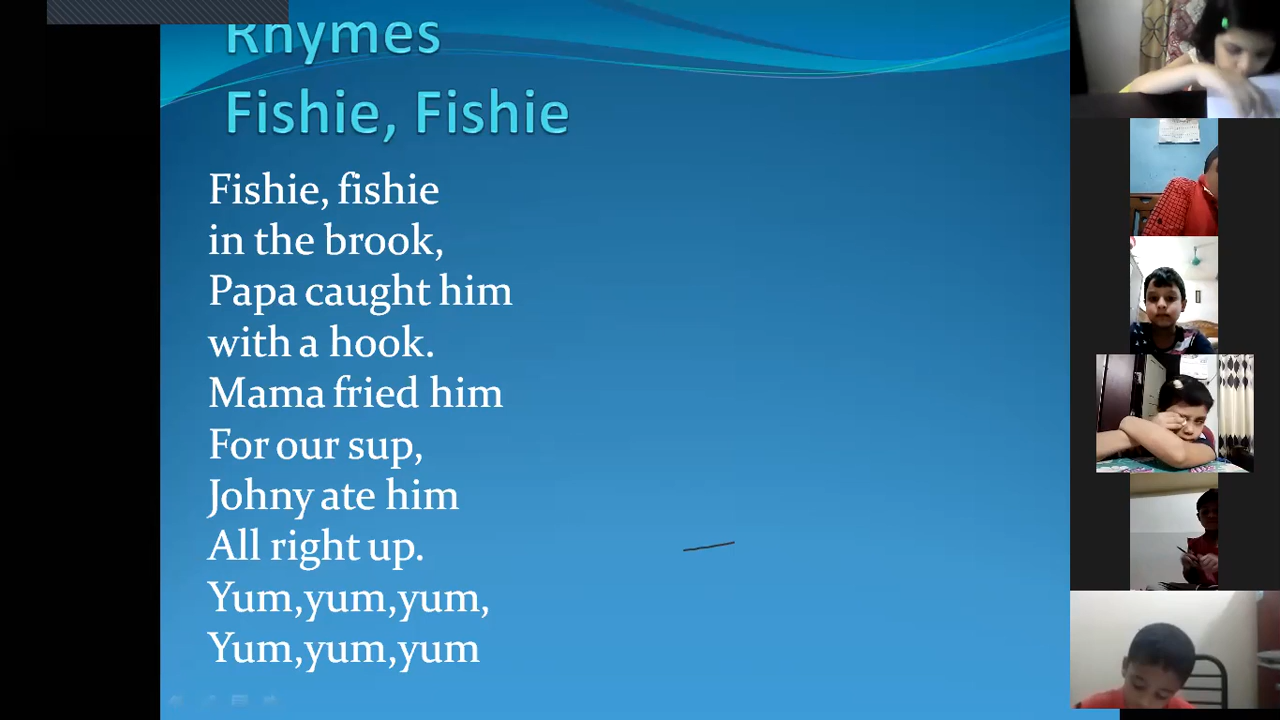 Rhymes
Fishie, Fishie
Fishie, fishie
in the brook,
Papa caught him
with a hook.
Mama fried him
For our sup,
Johny ate him
All right up.
Yum,yum,yum,
Yum,yum,yum